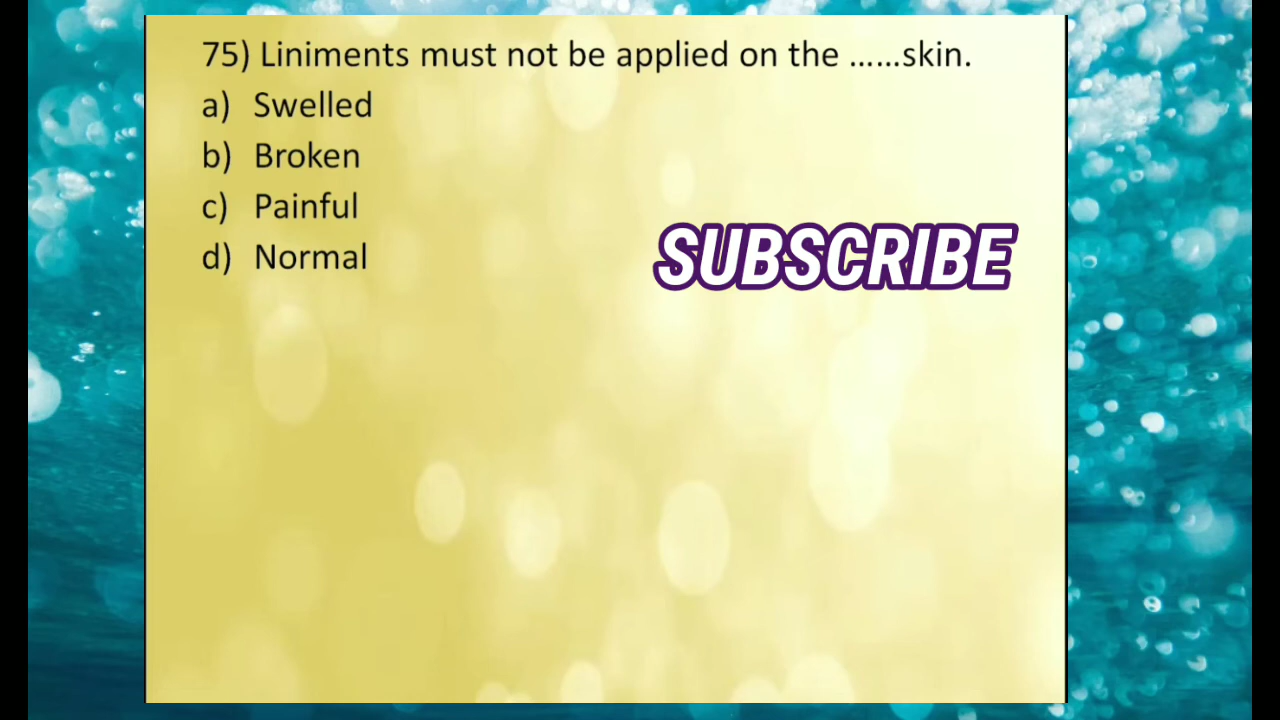 75) Liniments must not be applied on the ......skin.
a) Swelled
b) Broken
c) Painful
d) Normal
SUBSCRIBE